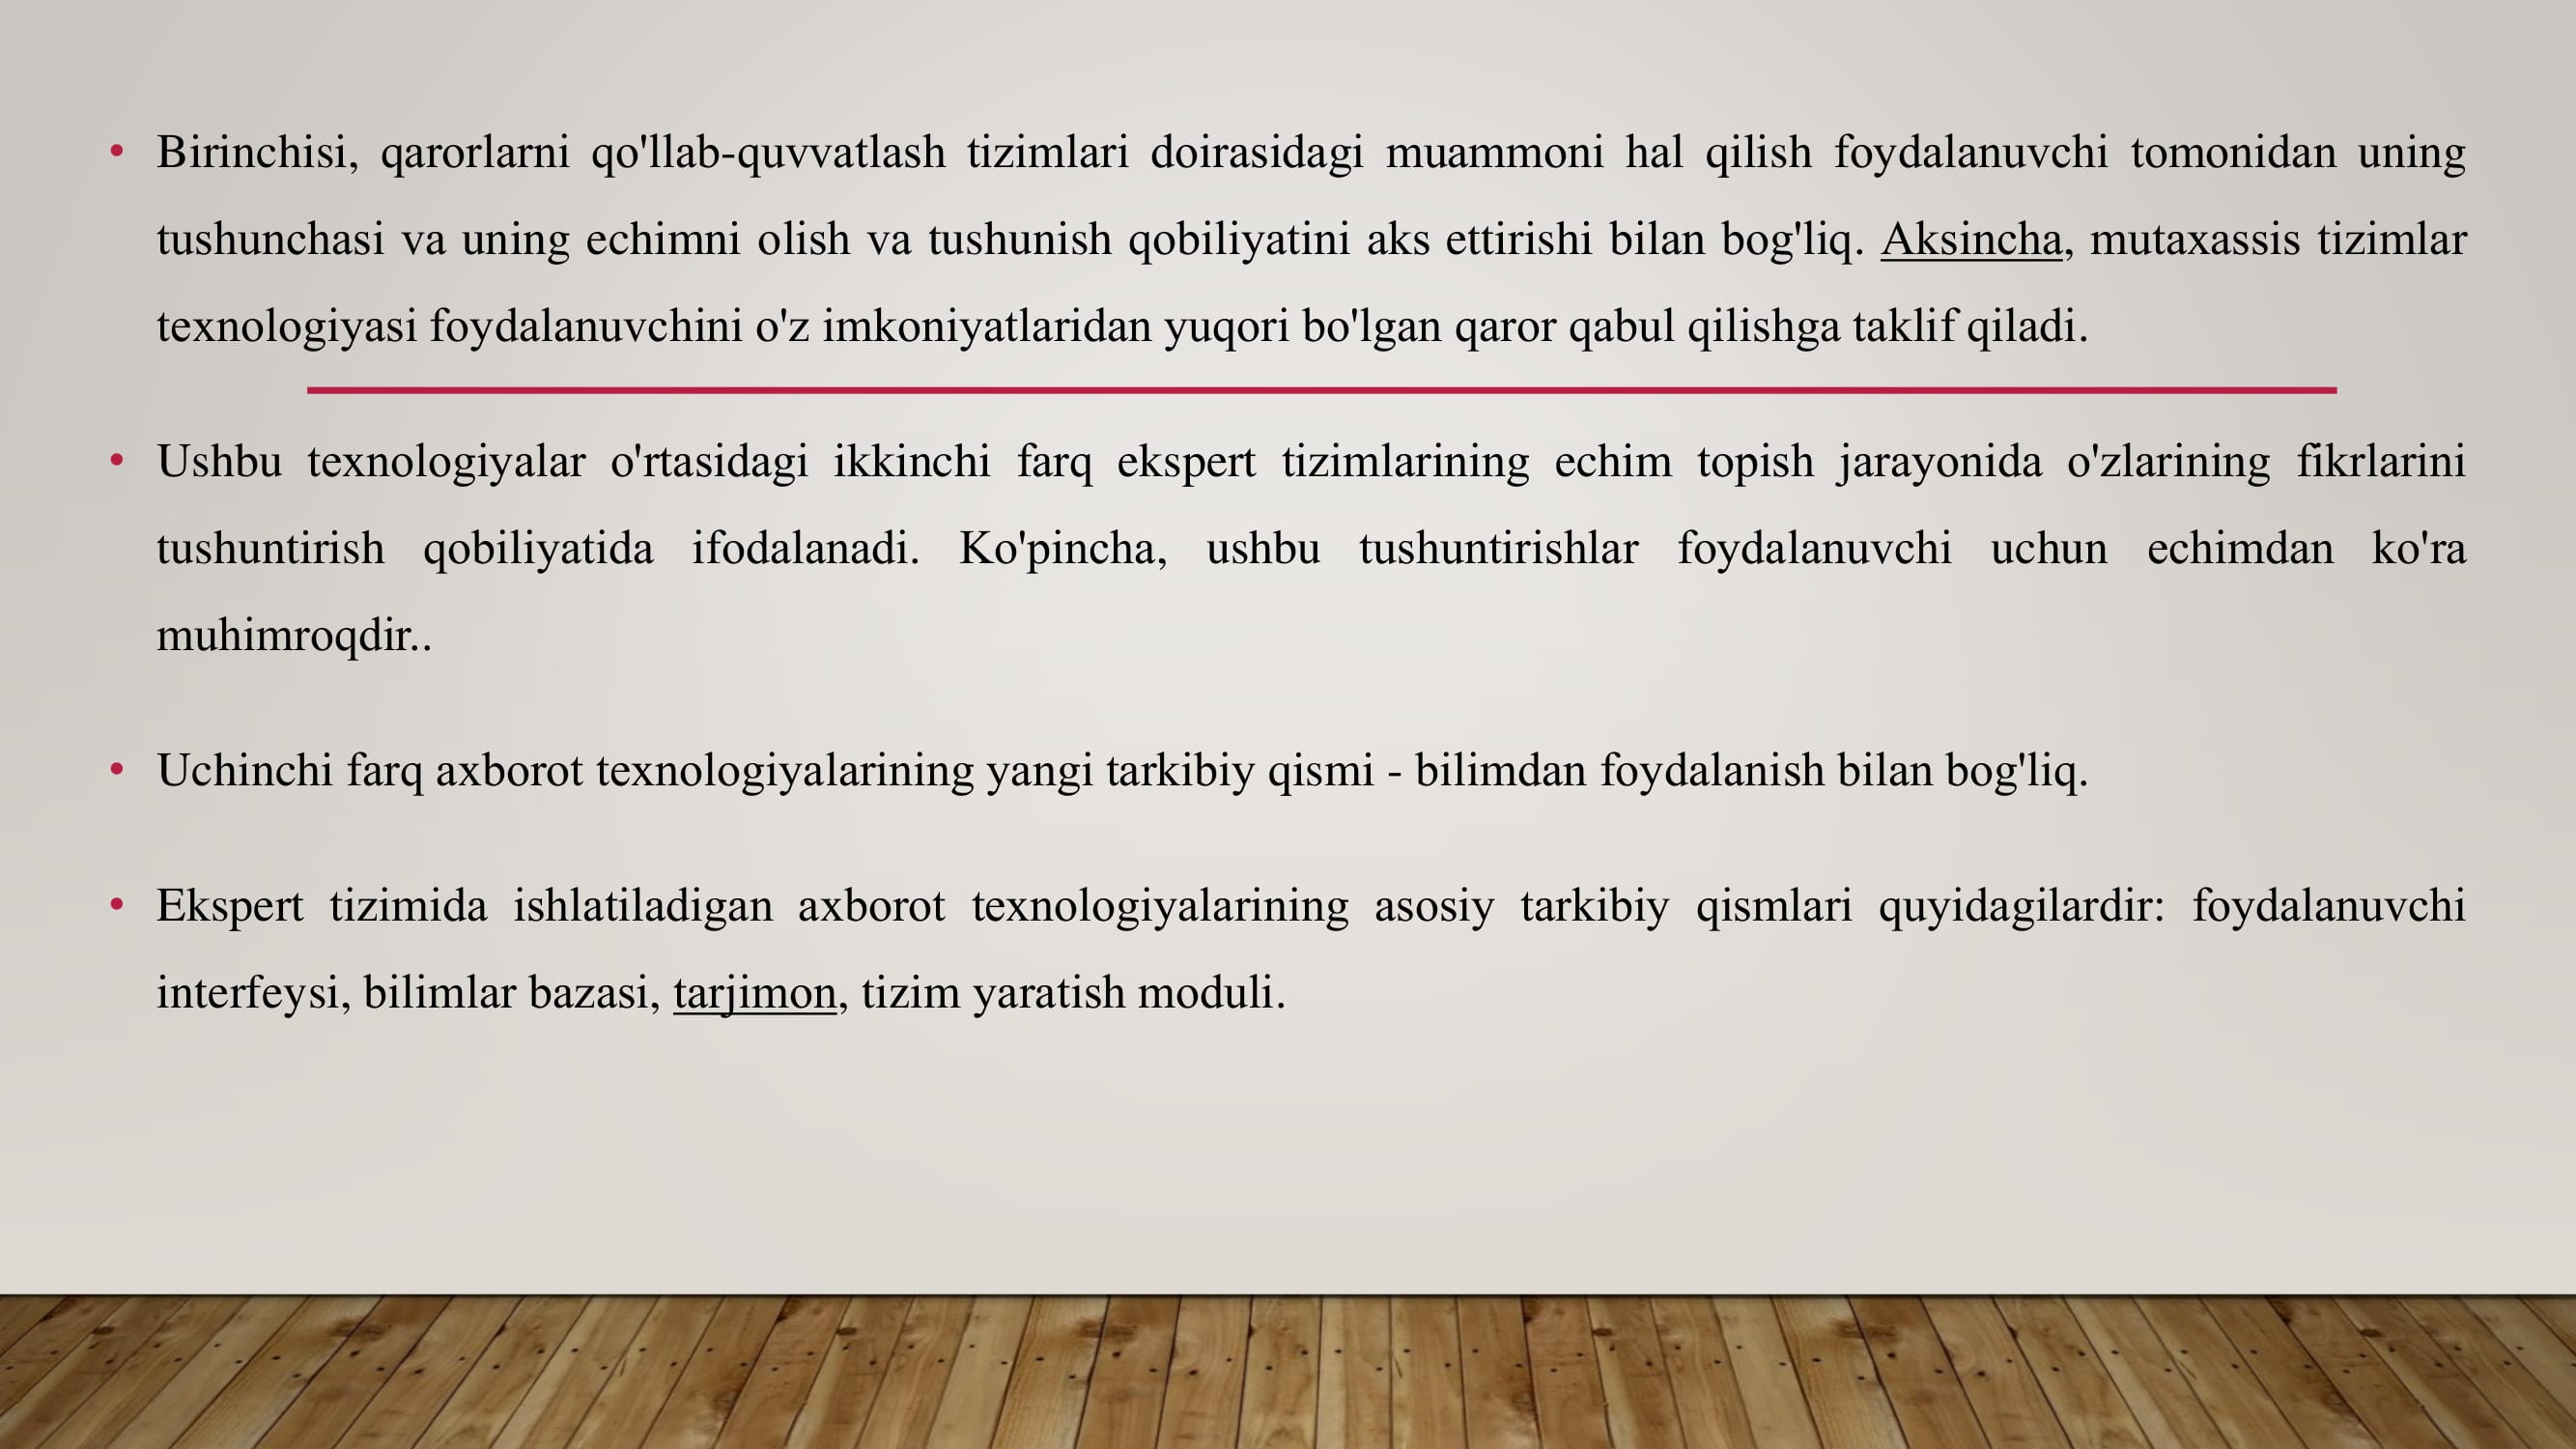 • Birinchisi, qarorlarni qo'llab-quvvatlash tizimlari doirasidagi muammoni hal qilish foydalanuvchi tomonidan uning
tushunchasi va uning echimni olish va tushunish qobiliyatini aks ettirishi bilan bog'liq. Aksincha, mutaxassis tizimlar
texnologiyasi foydalanuvchini o'z imkoniyatlaridan yuqori bo'lgan qaror qabul qilishga taklif qiladi.
• Ushbu texnologiyalar o'rtasidagi ikkinchi farq ekspert tizimlarining echim topish jarayonida o'zlarining fikrlarini
tushuntirish qobiliyatida ifodalanadi. Ko'pincha, ushbu tushuntirishlar foydalanuvchi uchun echimdan ko'ra
muhimroqdir..
• Uchinchi farq axborot texnologiyalarining yangi tarkibiy qismi - bilimdan foydalanish bilan bog'liq.
• Ekspert tizimida ishlatiladigan axborot texnologiyalarining asosiy tarkibiy qismlari quyidagilardir: foydalanuvchi
interfeysi, bilimlar bazasi, tarjimon, tizim yaratish moduli.